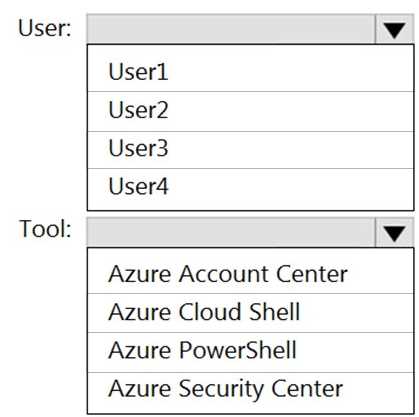 User:
User1
User2
User3
User4
Tool:
Azure Account Center
Azure Cloud Shell
Azure PowerShell
Azure Security Center